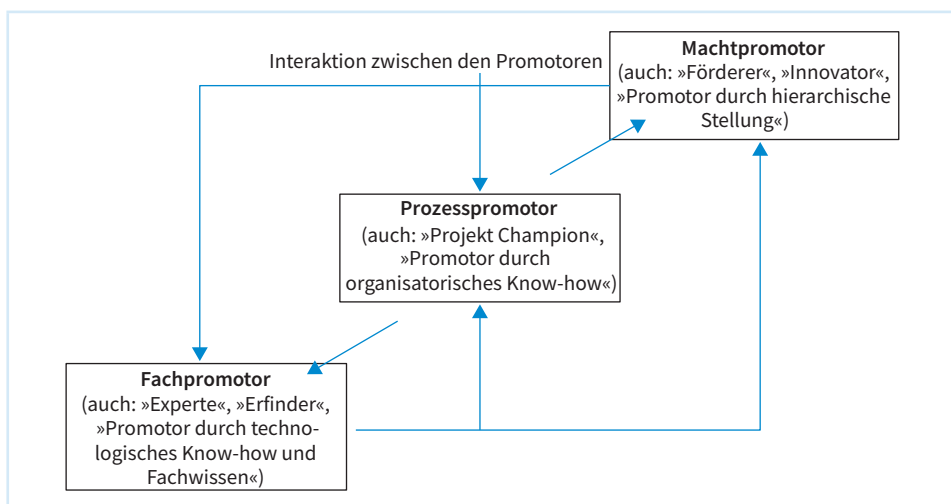 Interaktion zwischen den Promotoren
Machtpromotor
(auch: »Förderer«, »Innovator«,
»Promotor durch hierarchische
Stellung«)
Prozesspromotor
(auch: »Projekt Champion«,
»Promotor durch
organisatorisches Know-how«)
Fachpromotor
(auch: »Experte«, »Erfinder«,
»Promotor durch techno-
logisches Know-how und
Fachwissen«)